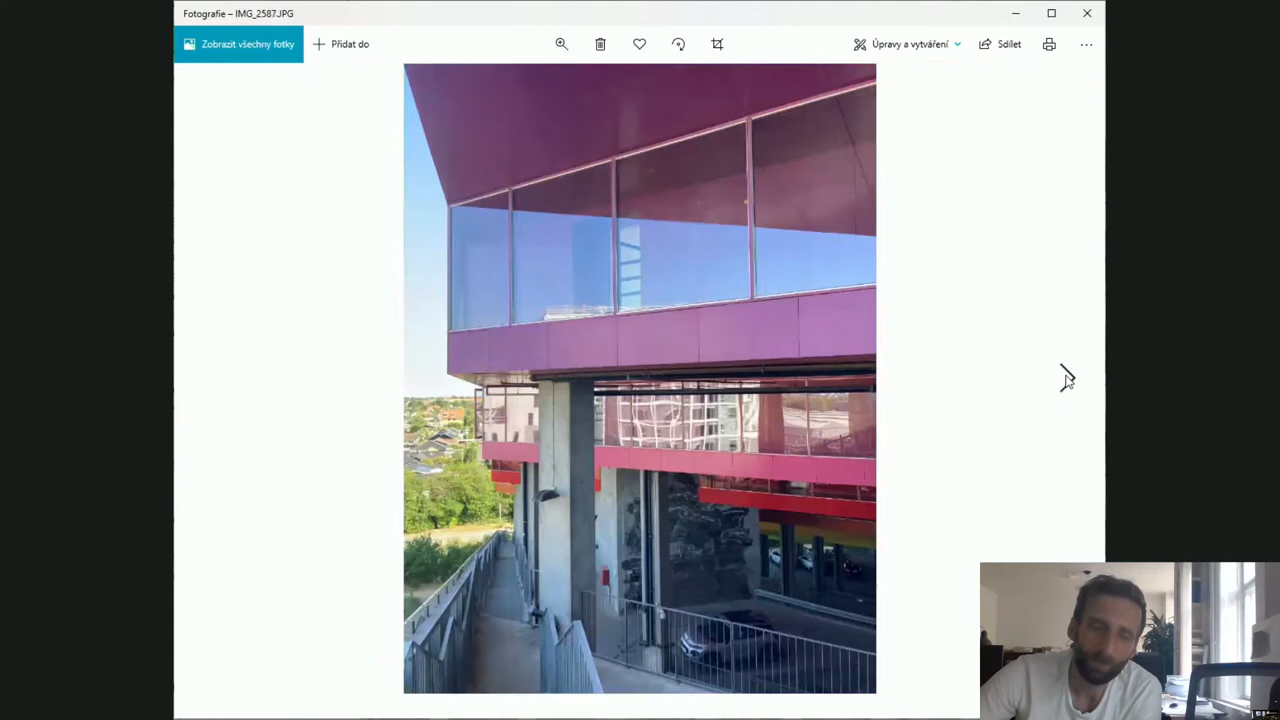 Fotografie – IMG_2587.JPG
Zobrazit všechny fotky
Přidat do
Úpravy a vytváření
Sdílet